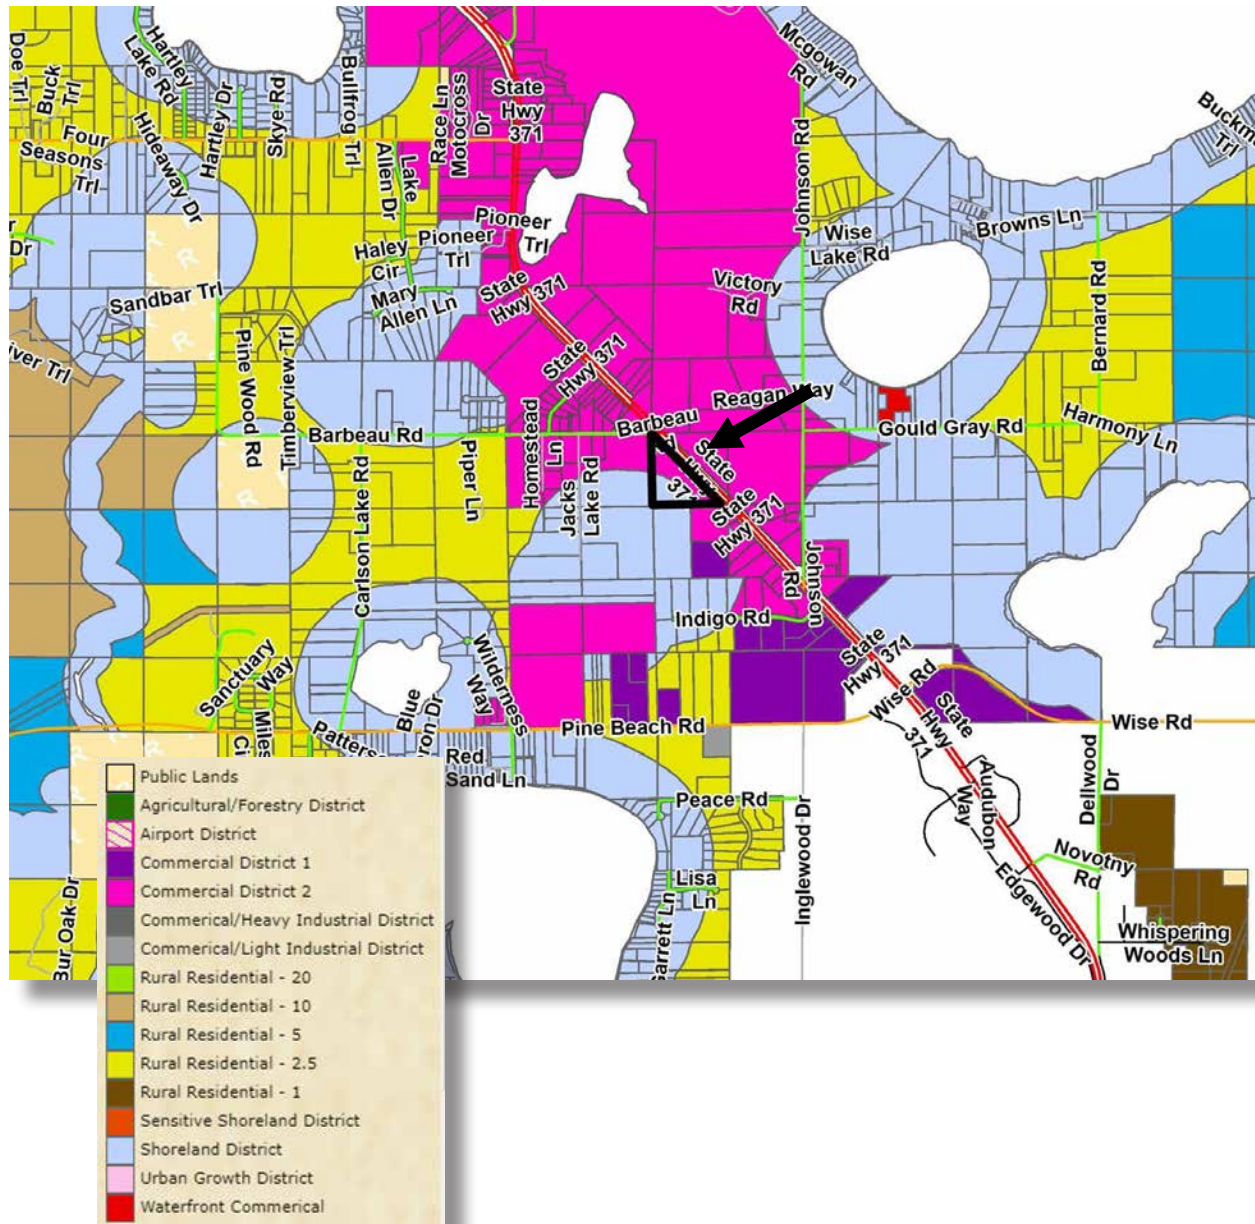 Doe Trl
Buck
Trl
Hartley
Lake Rd
Hartley Dr
Skye Rd
Bullfrog Trl
Race Ln
Motocross
Dr
State
Hwy
371
Mcgowan
Rd
Four
Seasons
Trl
Hideaway Dr
Lake
Allen Dr
Johnson Rd
Dr
Haley
Cir
Pioneer
Trl
Pioneer
Trl
Wise
Lake Rd
Browns Ln
Sandbar Trl
Mary
Allen Ln
State
Hwy 371
Victory
Rd
Bernard Rd
Pine Wood Rd
Timberview Trl
State
Hwy 371
Reagan Way
Barbeau Rd
Piper Ln
Homestead
Ln
Jacks
Lake Rd
Barbeau
Gould Gray Rd
Harmony Ln
State
State
Hwy 371
Carlson Lake Rd
Johnson
Rd
Indigo Rd
Sanctuary
Way
Wilderness
Way
Blue
State
Hwy 371
Wise Rd
State
Hwy
371
Pine Beach Rd
Wise Rd
Red
Sand Ln
Peace Rd
Inglewood Dr
Audubon
Way
Dellwood
Dr
Novotny
Rd
Lisa
Ln
Edgewood Dr
Whispering
Woods Ln
Bur Oak Dr
Public Lands
Agricultural/Forestry District
Airport District
Commercial District 1
Commercial District 2
Commerical/Heavy Industrial District
Commerical/Light Industrial District
Rural Residential - 20
Rural Residential - 10
Rural Residential - 5
Rural Residential - 2.5
Rural Residential - 1
Sensitive Shoreland District
Shoreland District
Urban Growth District
Waterfront Commerical